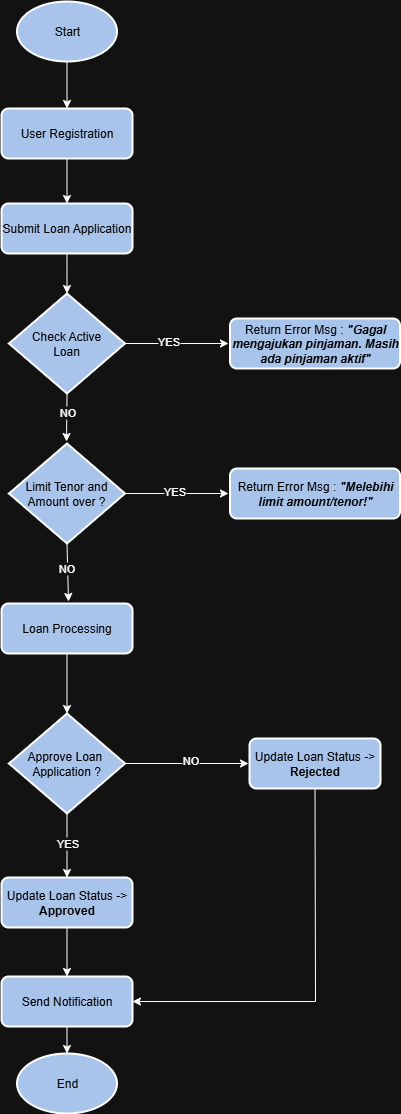 Start
User Registration
Submit Loan Application
Check Active
Loan
YES
Return Error Msg : "Gagal
mengajukan pinjaman. Masih
ada pinjaman aktif"
NO
Limit Tenor and
Amount over ?
YES
Return Error Msg : "Melebihi
limit amount/tenor!"
NO
Loan Processing
Approve Loan
Application ?
NO
Update Loan Status ->
Rejected
YES
Update Loan Status ->
Approved
Send Notification
End